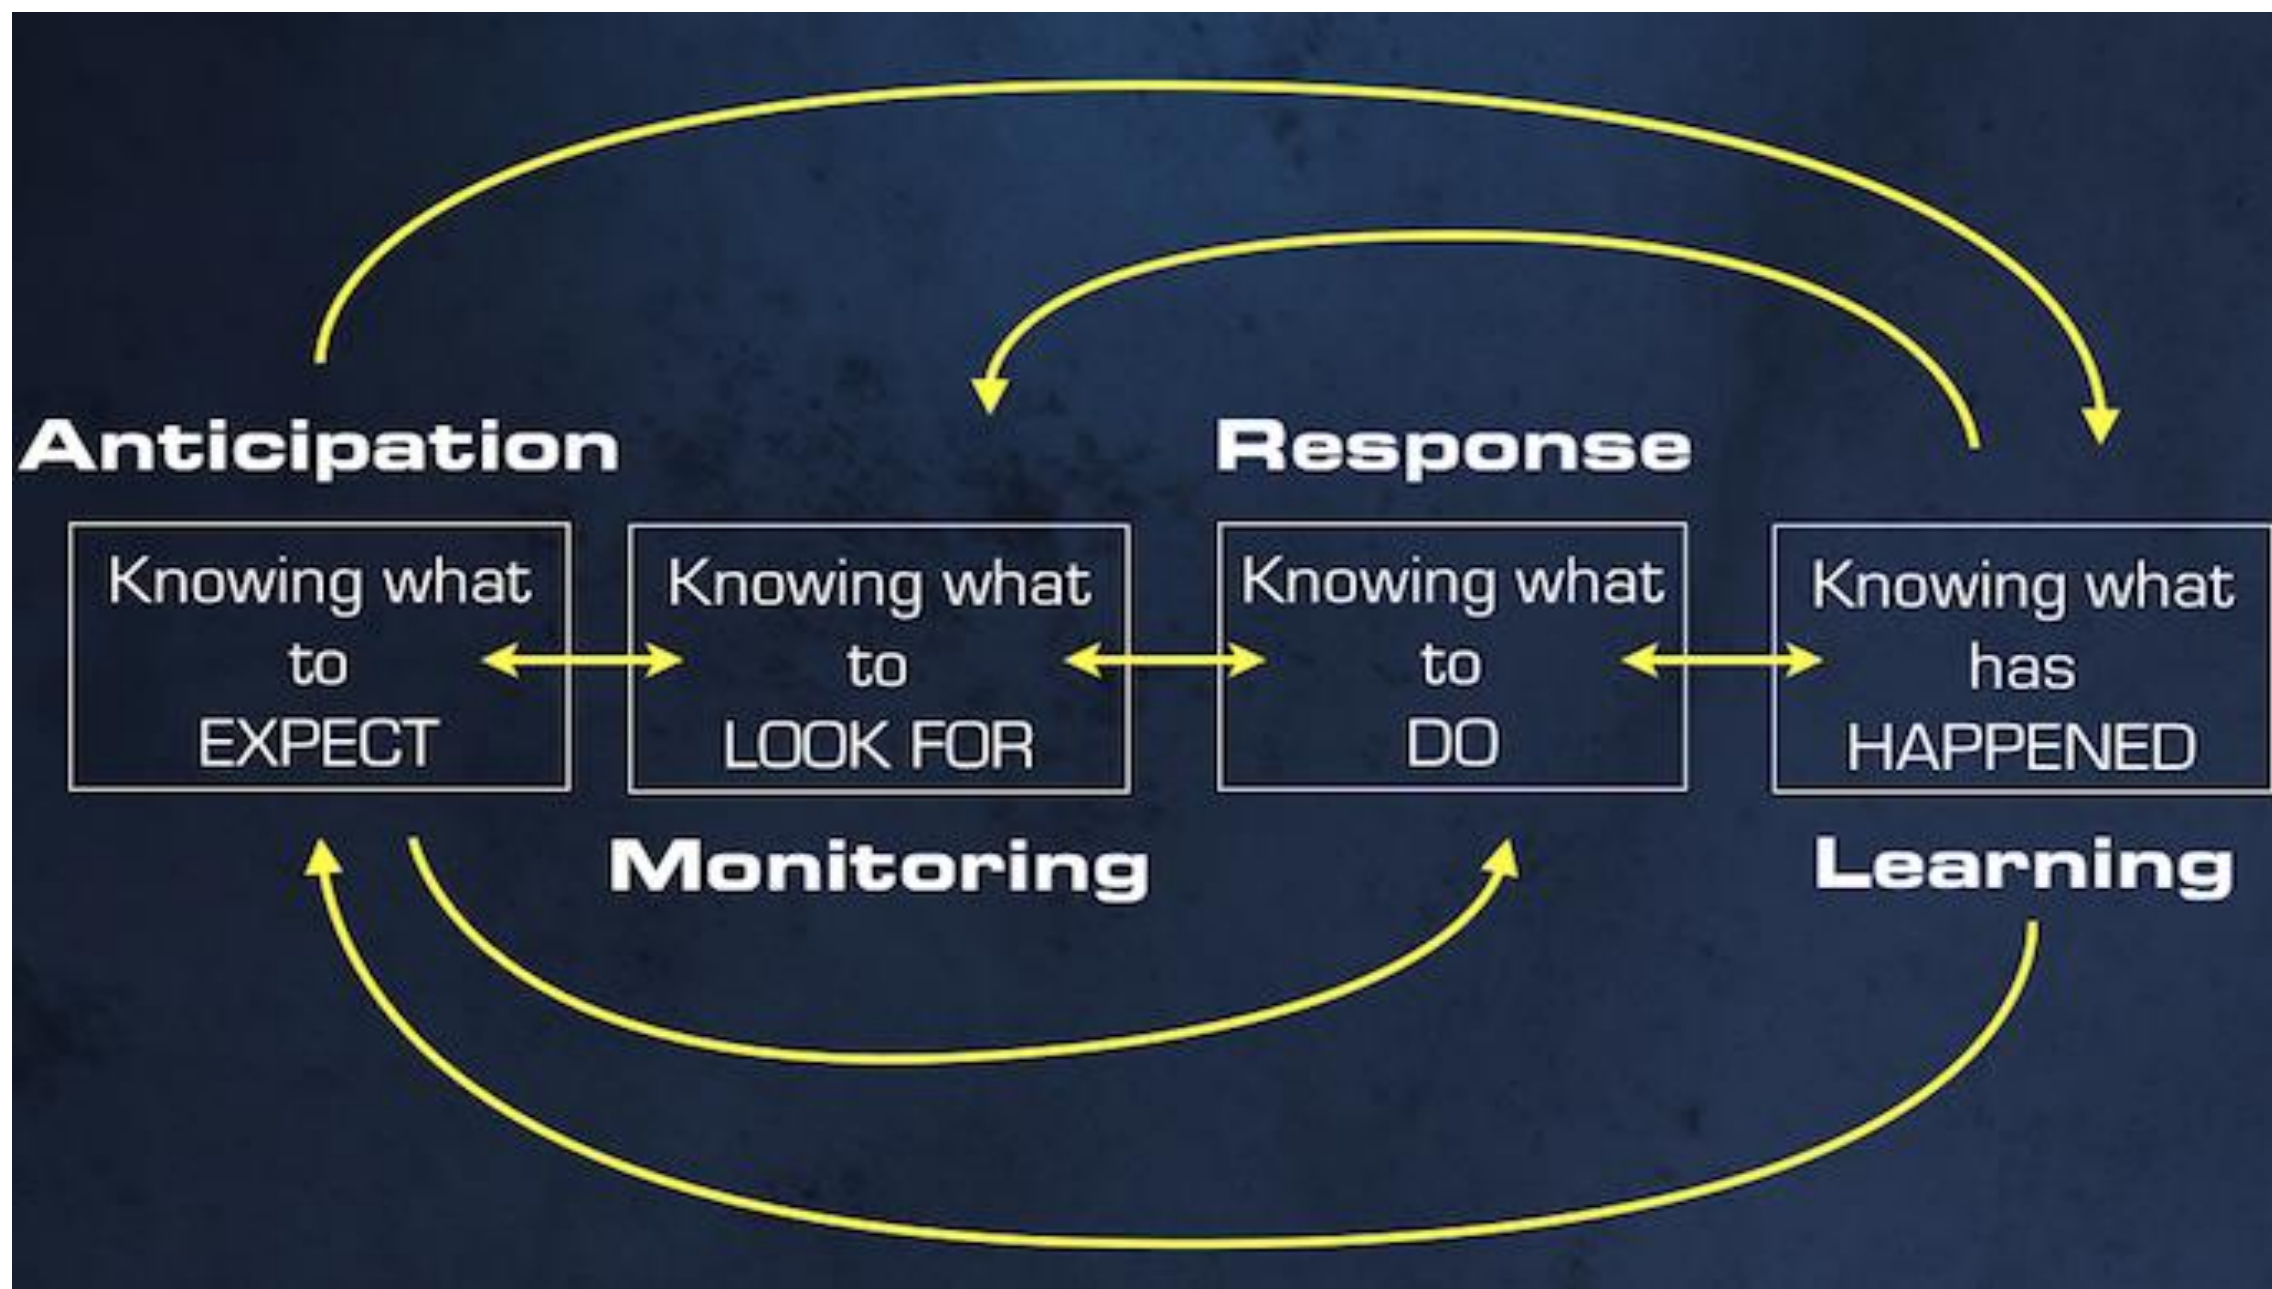 Anticipation
Knowing what
to
EXPECT
Knowing what
to
LOOK FOR
Monitoring
Response
Knowing what
to
DO
Knowing what
has
HAPPENED
Learning